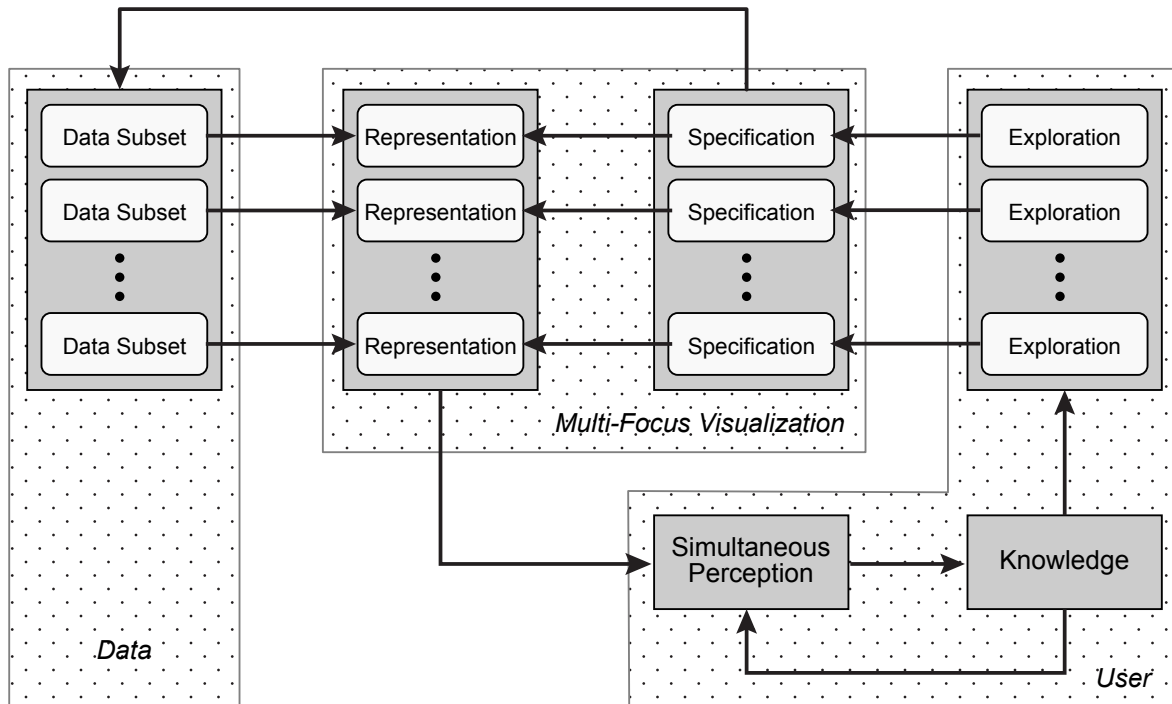 Data Subset
Representation
Specification
Exploration
Data Subset
Representation
Specification
Exploration
Data Subset
Representation
Specification
Exploration
Multi-Focus Visualization
Simultaneous
Perception
Knowledge
Data
User